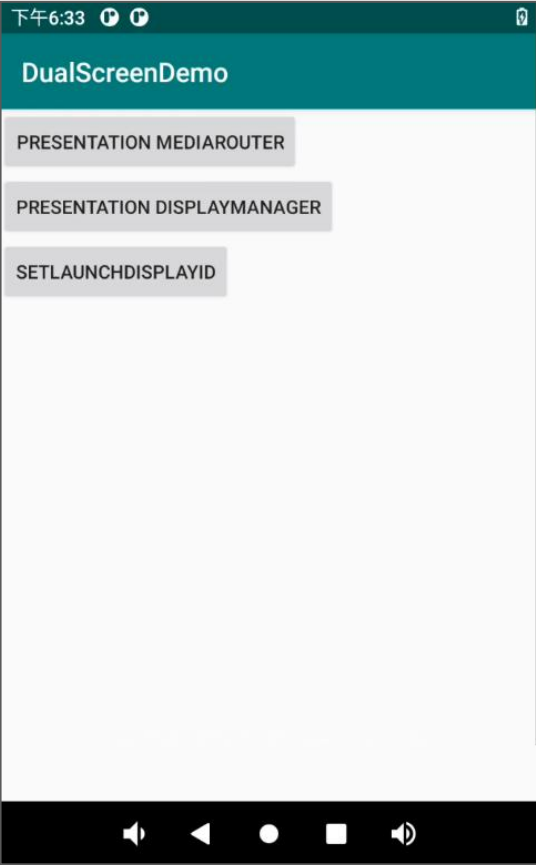 下午6:33
DualScreenDemo
PRESENTATION MEDIAROUTER
PRESENTATION DISPLAYMANAGER
SETLAUNCHDISPLAYID